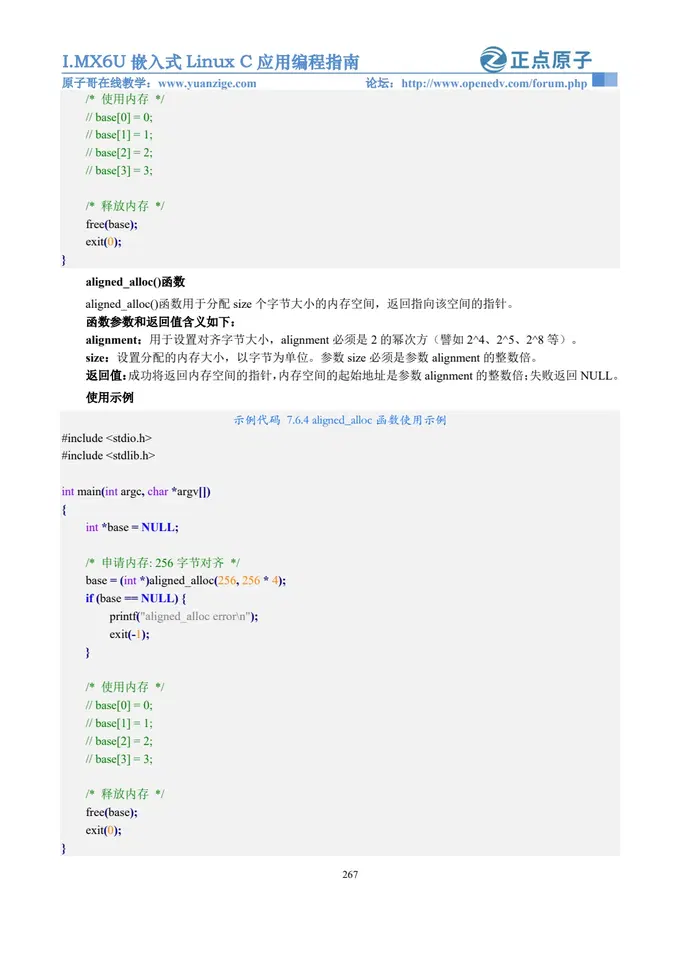 I.MX6U 嵌入式 Linux C 应用编程指南
正点原子
原子哥在线教学：www.yuanzige.com 论坛：http://www.openedv.com/forum.php
/* 使用内存 */
// base[0] = 0;
// base[1] = 1;
// base[2] = 2;
// base[3] = 3;
/* 释放内存 */
free(base);
exit(0);
}
aligned_alloc()函数
aligned_alloc()函数用于分配 size 个字节大小的内存空间，返回指向该空间的指针。
函数参数和返回值含义如下：
alignment：用于设置对齐字节大小，alignment 必须是 2 的幂次方（譬如 2^4、2^5、2^8 等）。
size：设置分配的内存大小，以字节为单位。参数 size 必须是参数 alignment 的整数倍。
返回值：成功将返回内存空间的指针，内存空间的起始地址是参数 alignment 的整数倍；失败返回 NULL。
使用示例
示例代码 7.6.4 aligned_alloc 函数使用示例
#include <stdio.h>
#include <stdlib.h>
int main(int argc, char *argv[])
{
int *base = NULL;
/* 申请内存: 256 字节对齐 */
base = (int *)aligned_alloc(256, 256 * 4);
if (base == NULL) {
printf("aligned_alloc error\n");
exit(-1);
}
/* 使用内存 */
// base[0] = 0;
// base[1] = 1;
// base[2] = 2;
// base[3] = 3;
/* 释放内存 */
free(base);
exit(0);
}
267